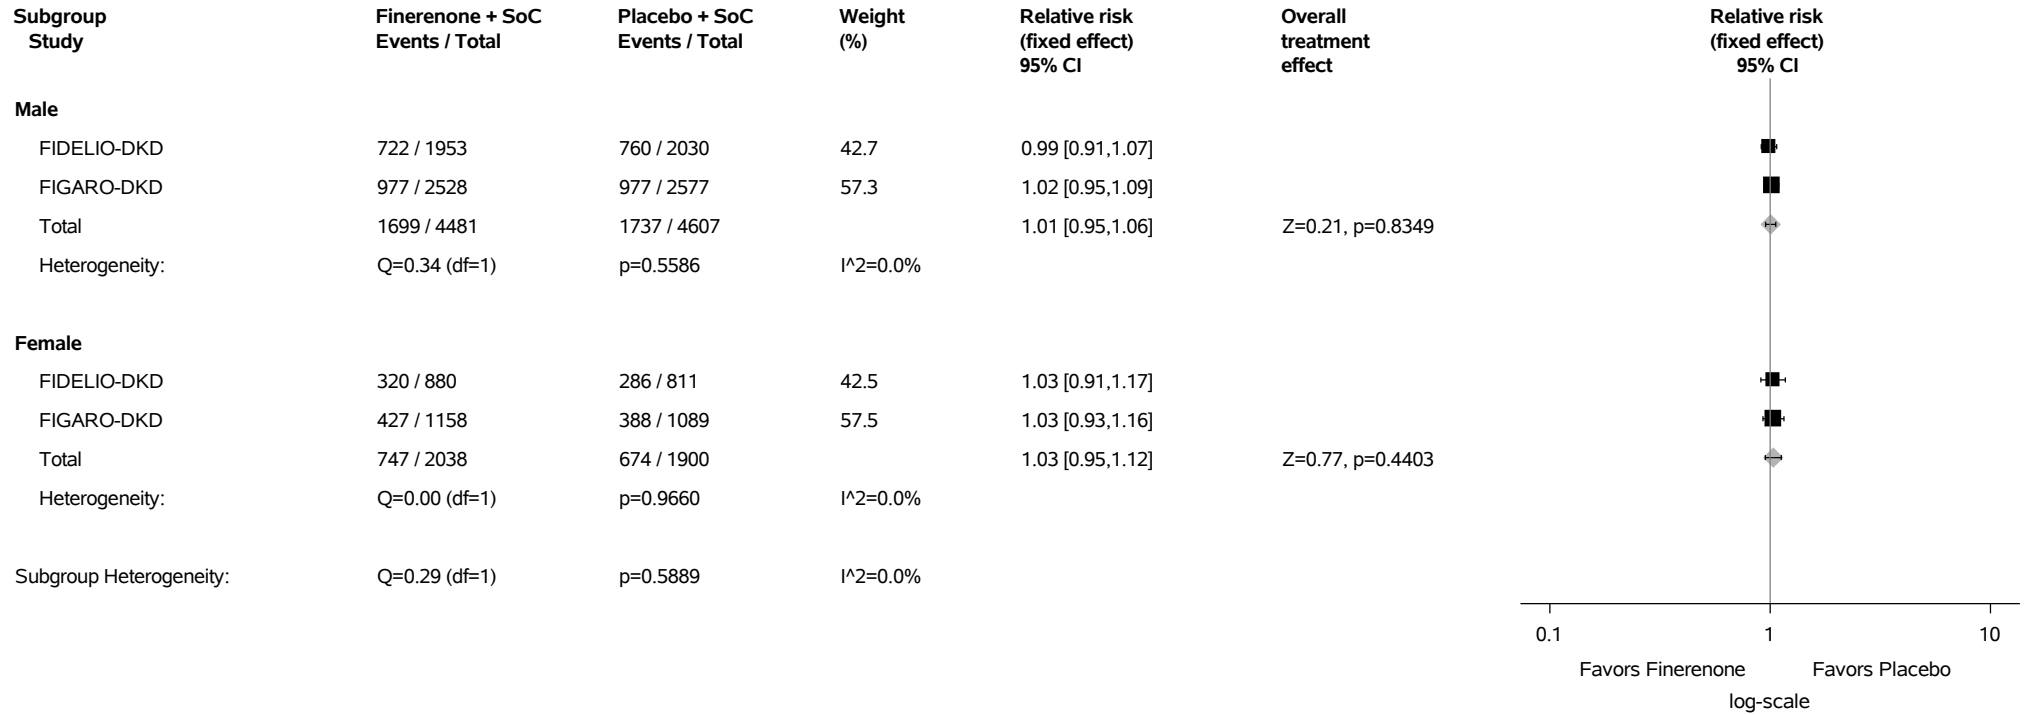 Subgroup Finerenone + SoC Placebo + SoC Weight Relative risk Overall Relative risk
Study Events / Total Events / Total (%) (fixed effect) treatment (fixed effect)
95% CI effect 95% CI
Male
FIDELIO-DKD 722 / 1953 760 / 2030 42.7 0.99 [0.91,1.07]
FIGARO-DKD 977 / 2528 977 / 2577 57.3 1.02 [0.95,1.09]
Total 1699 / 4481 1737 / 4607 1.01 [0.95,1.06] Z=0.21, p=0.8349
Heterogeneity: Q=0.34 (df=1) p=0.5586 I^2=0.0%
Female
FIDELIO-DKD 320 / 880 286 / 811 42.5 1.03 [0.91,1.17]
FIGARO-DKD 427 / 1158 388 / 1089 57.5 1.03 [0.93,1.16]
Total 747 / 2038 674 / 1900 1.03 [0.95,1.12] Z=0.77, p=0.4403
Heterogeneity: Q=0.00 (df=1) p=0.9660 I^2=0.0%
Subgroup Heterogeneity: Q=0.29 (df=1) p=0.5889 I^2=0.0%
0.1 1 10
Favors Finerenone Favors Placebo
log-scale